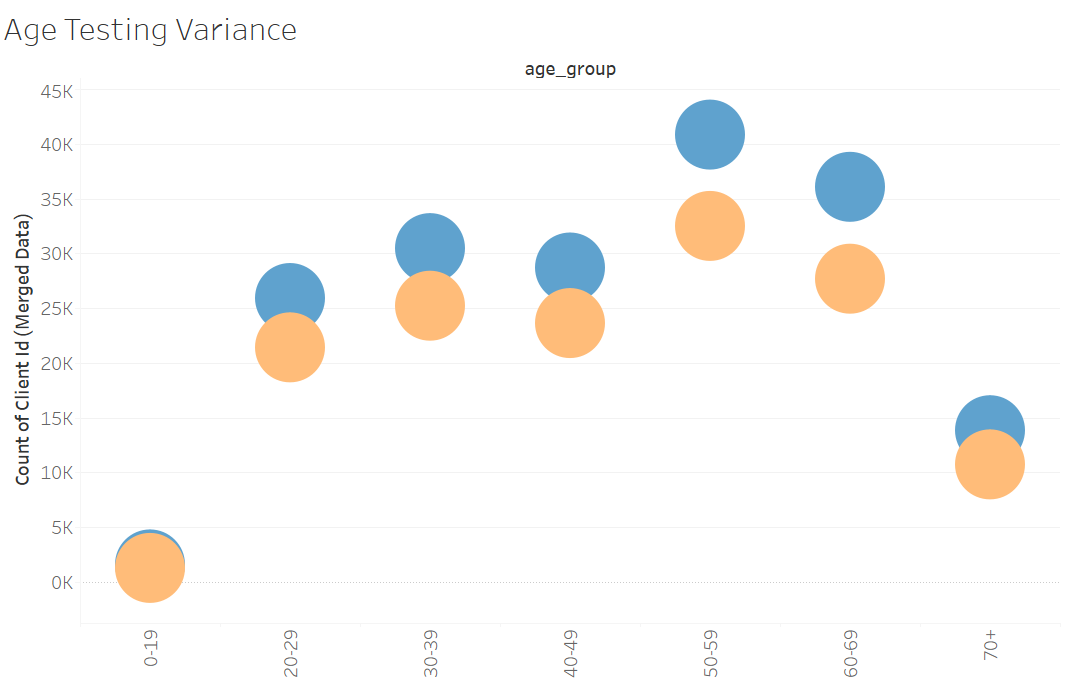 Age Testing Variance
age_group
Count of Client Id (Merged Data)
45K
40K
35K
30K
25K
20K
15K
10K
5K
0K
0-19
20-29
30-39
40-49
50-59
60-69
70+